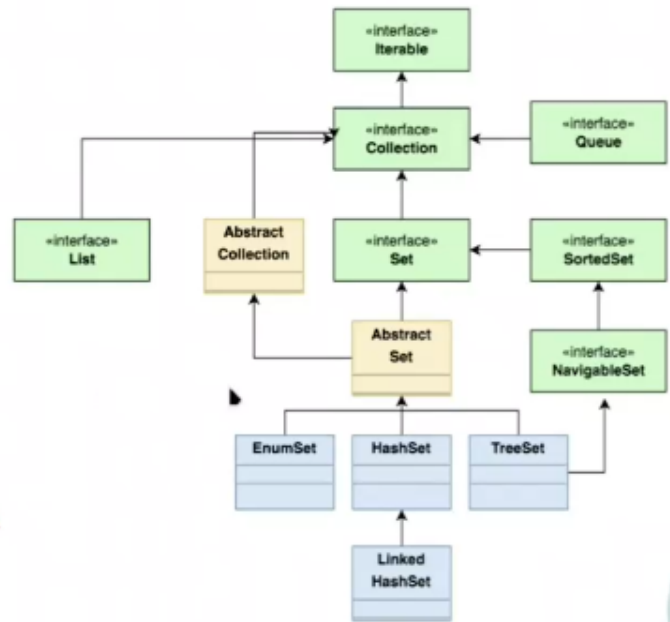 «interface»
Iterable
«interface»
Collection
«interface»
Queue
«interface»
List
Abstract
Collection
«interface»
Set
«interface»
SortedSet
Abstract
Set
«interface»
NavigableSet
EnumSet
HashSet
TreeSet
Linked
HashSet